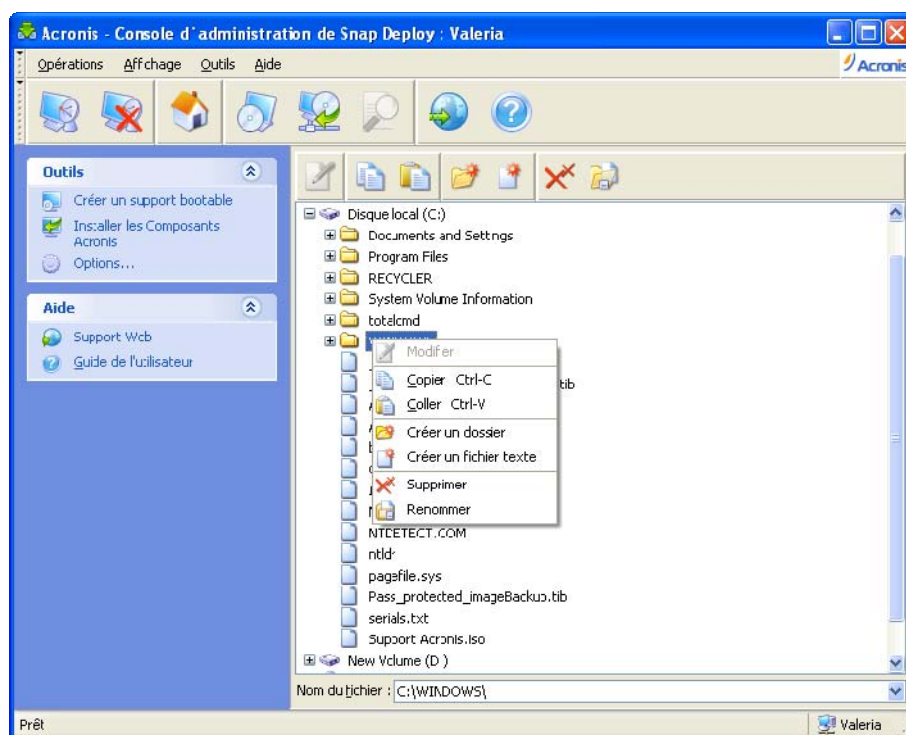 Acronis - Console d'administration de Snap Deploy : Valeria
Opérations Affichage Outils Aide
Acronis
Outils
Créer un support bootable
Installer les Composants
Acronis
Options...
Aide
Support Web
Guide de l'utilisateur
Disque local (C:)
Documents and Settings
Program Files
RECYCLER
System Volume Information
totalcmd
Modifer
Copier Ctrl-C
tib
Coller Ctrl-V
Créer un dossier
Créer un fichier texte
Supprimer
Renommer
NTDETECT.COM
ntldr
pagefile.sys
Pass_protected_imageBackup.tib
serials.txt
Support Acronis.iso
New Volume (D )
Nom du fichier : C:\WINDOWS\
Prêt
Valeria